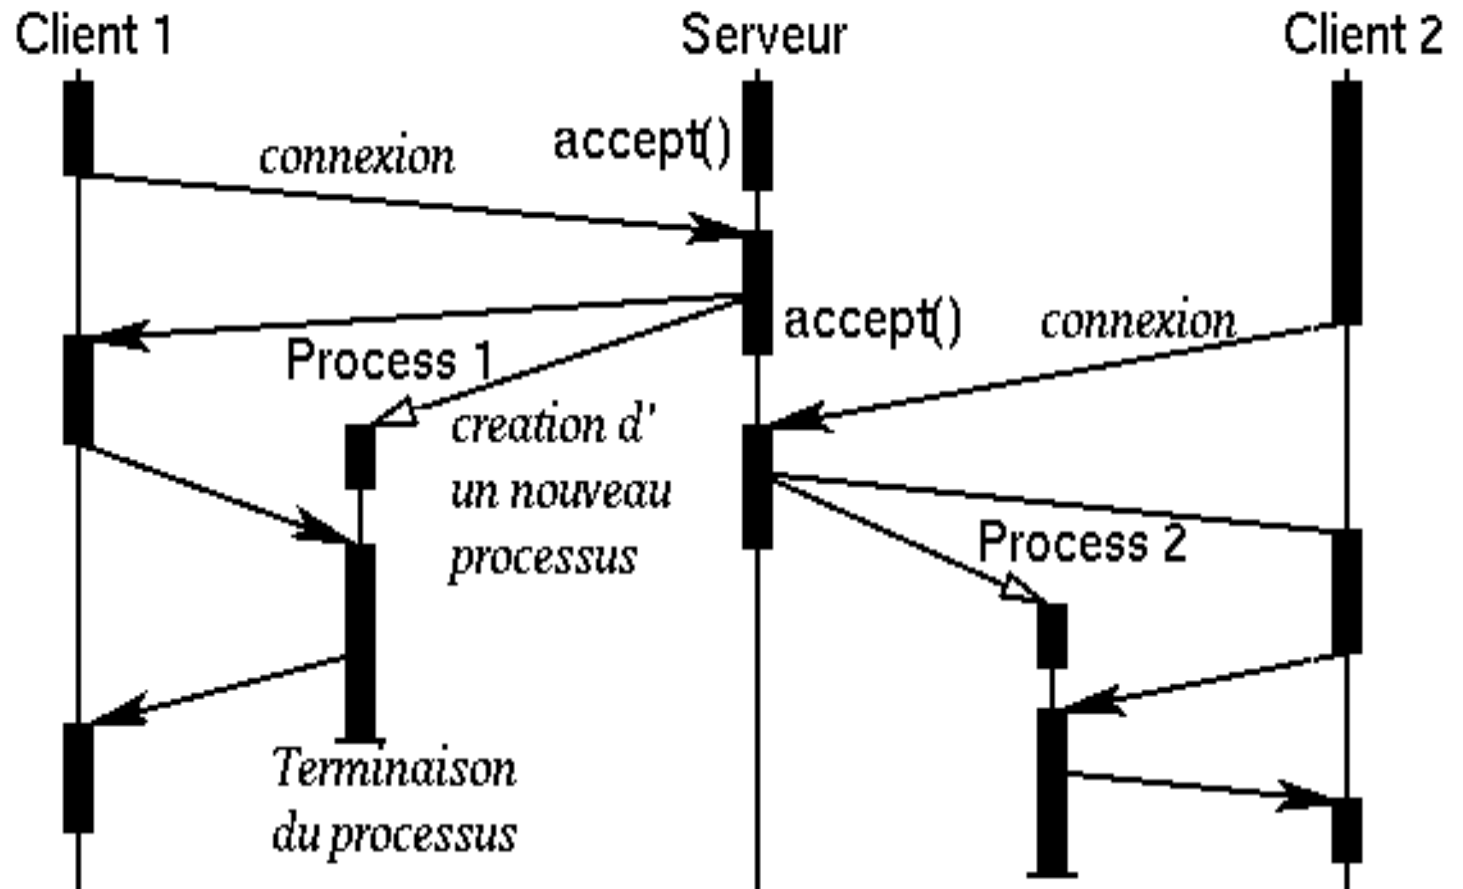 Client 1
Serveur
Client 2
connexion
accept()
accept()
connexion
Process 1
creation d'
un nouveau
processus
Process 2
Terminaison
du processus